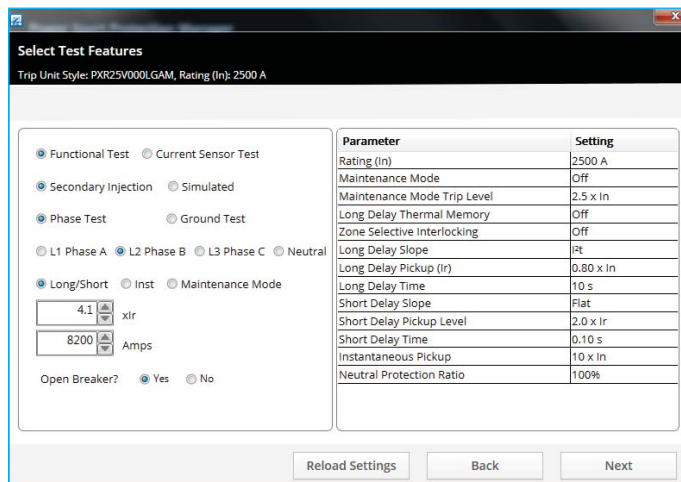 Select Test Features
Trip Unit Style: PXR25V000LGAM, Rating (In): 2500 A
Functional Test Current Sensor Test
Secondary Injection Simulated
Phase Test Ground Test
L1 Phase A L2 Phase B L3 Phase C Neutral
Long/Short Inst Maintenance Mode
4.1 xIr
8200 Amps
Open Breaker? Yes No
Parameter Setting
Rating (In) 2500 A
Maintenance Mode Off
Maintenance Mode Trip Level 2.5 x In
Long Delay Thermal Memory Off
Zone Selective Interlocking Off
Long Delay Slope I²t
Long Delay Pickup (Ir) 0.80 x In
Long Delay Time 10 s
Short Delay Slope Flat
Short Delay Pickup Level 2.0 x Ir
Short Delay Time 0.10 s
Instantaneous Pickup 10 x In
Neutral Protection Ratio 100%
Reload Settings Back Next